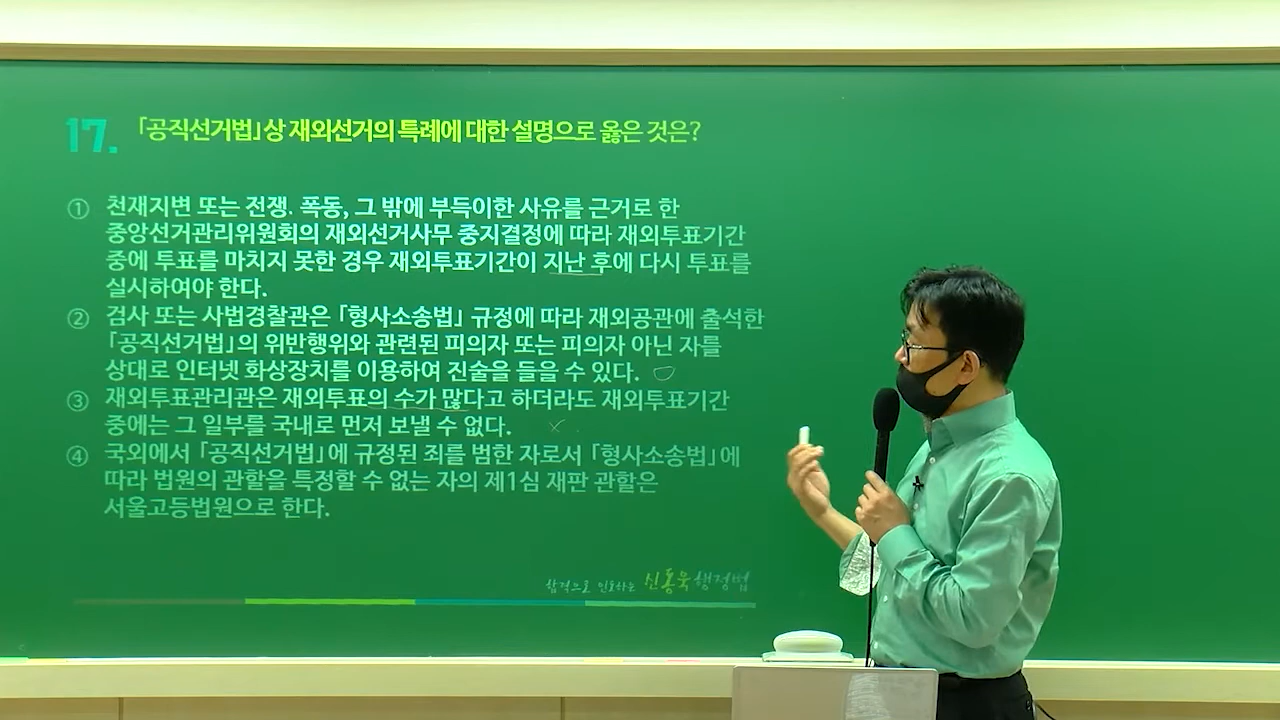 17. 「공직선거법」상 재외선거의 특례에 대한 설명으로 옳은 것은?
① 천재지변 또는 전쟁. 폭동, 그 밖에 부득이한 사유를 근거로 한
중앙선거관리위원회의 재외선거사무 중지결정에 따라 재외투표기간
중에 투표를 마치지 못한 경우 재외투표기간이 지난 후에 다시 투표를
실시하여야 한다.
② 검사 또는 사법경찰관은 「형사소송법」 규정에 따라 재외공관에 출석한
「공직선거법」의 위반행위와 관련된 피의자 또는 피의자 아닌 자를
상대로 인터넷 화상장치를 이용하여 진술을 들을 수 있다.
③ 재외투표관리관은 재외투표의 수가 많다고 하더라도 재외투표기간
중에는 그 일부를 국내로 먼저 보낼 수 없다.
④ 국외에서 「공직선거법」에 규정된 죄를 범한 자로서 「형사소송법」에
따라 법원의 관할을 특정할 수 없는 자의 제1심 재판 관할은
서울고등법원으로 한다.
합격으로 인도하는 신동욱 행정법